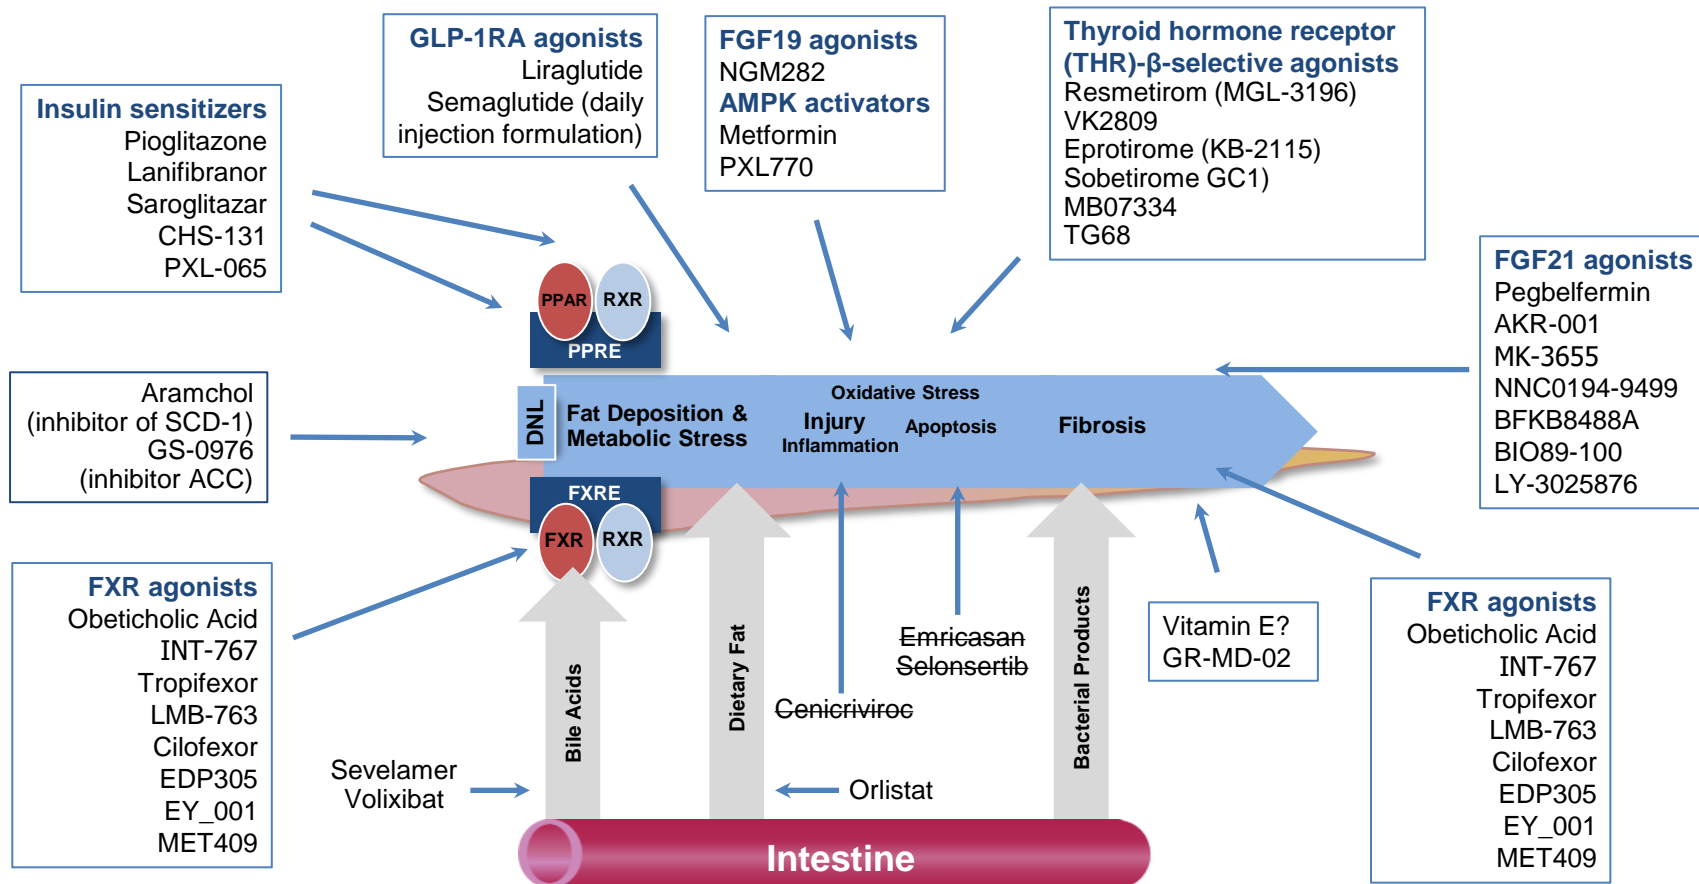 GLP-1RA agonists
Liraglutide
Semaglutide (daily
injection formulation)
FGF19 agonists
NGM282
AMPK activators
Metformin
PXL770
Thyroid hormone receptor
(THR)-β-selective agonists
Resmetirom (MGL-3196)
VK2809
Eprotirome (KB-2115)
Sobetirome GC1)
MB07334
TG68
Insulin sensitizers
Pioglitazone
Lanifibranor
Saroglitazar
CHS-131
PXL-065
FGF21 agonists
Pegbelfermin
AKR-001
MK-3655
NNC0194-9499
BFKB8488A
BIO89-100
LY-3025876
PPAR
RXR
PPRE
Aramchol
(inhibitor of SCD-1)
GS-0976
(inhibitor ACC)
DNL
Fat Deposition &
Metabolic Stress
Oxidative Stress
Injury
Inflammation
Apoptosis
Fibrosis
FXRE
FXR
RXR
FXR agonists
Obeticholic Acid
INT-767
Tropifexor
LMB-763
Cilofexor
EDP305
EY_001
MET409
Bile Acids
Dietary Fat
Bacterial Products
Emricasan
Selonsertib
Cenicriviroc
Vitamin E?
GR-MD-02
FXR agonists
Obeticholic Acid
INT-767
Tropifexor
LMB-763
Cilofexor
EDP305
EY_001
MET409
Sevelamer
Volixibat
Orlistat
Intestine